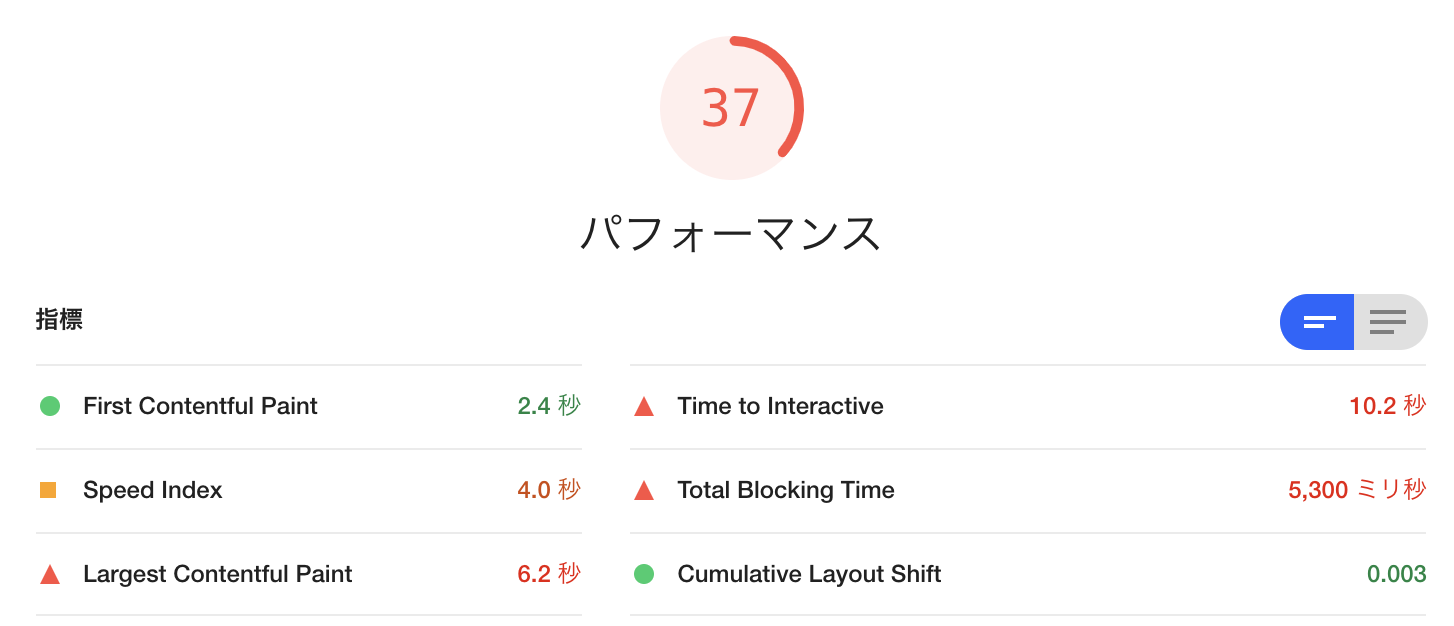 37
パフォーマンス
指標
First Contentful Paint 2.4 秒
Time to Interactive 10.2 秒
Speed Index 4.0 秒
Total Blocking Time 5,300 ミリ秒
Largest Contentful Paint 6.2 秒
Cumulative Layout Shift 0.003